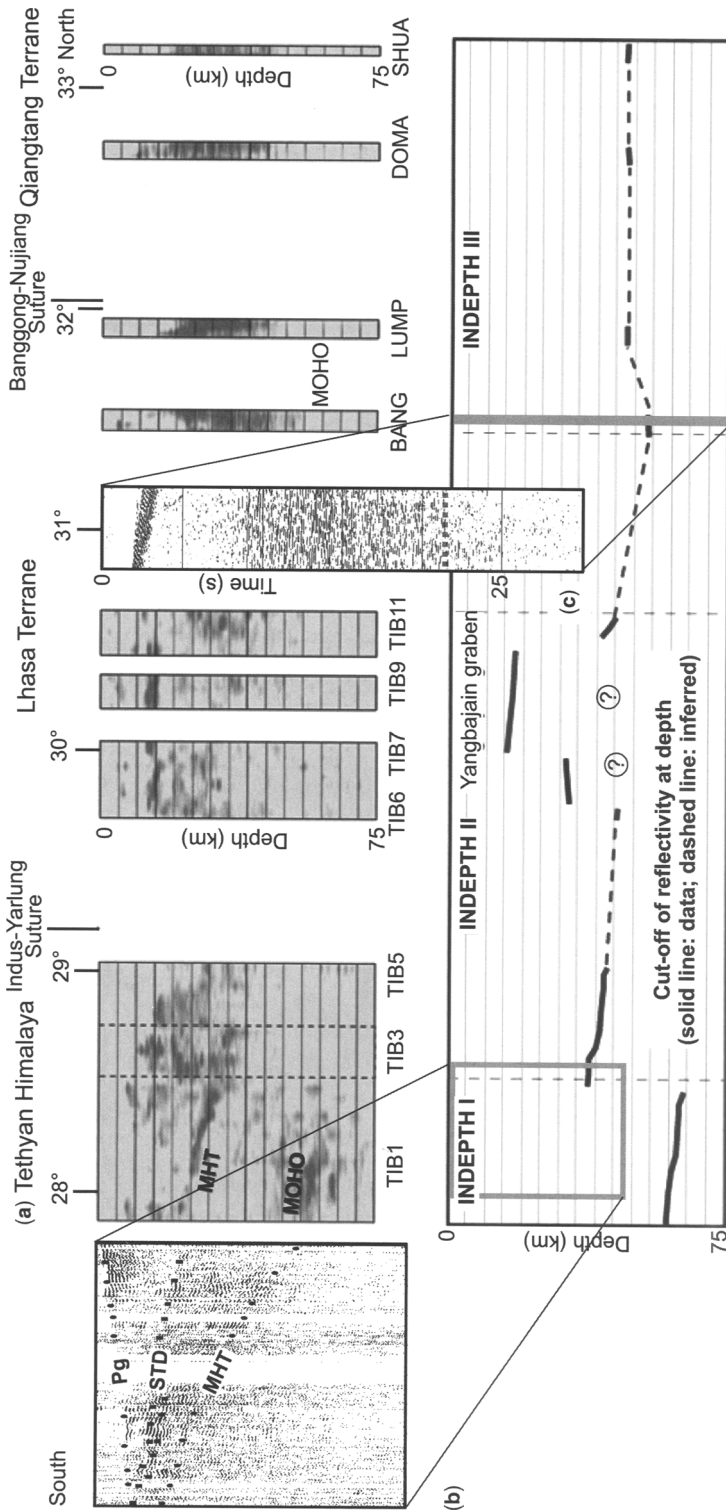 South
(a) Tethyan Himalaya
Indus-Yarlung
Suture
Lhasa Terrane
Banggong-Nujiang
Suture
Qiangtang Terrane
28°
29°
30°
31°
32°
33° North
Pg
STD
MHT
MHT
MOHO
0
Depth (km)
75
0
Time (s)
25
(c)
MOHO
0
Depth (km)
75
TIB1
TIB3
TIB5
TIB6
TIB7
TIB9
TIB11
BANG
LUMP
DOMA
SHUA
(b)
0
Depth (km)
75
INDEPTH I
INDEPTH II
Yangbajain graben
INDEPTH III
?
?
Cut-off of reflectivity at depth
(solid line: data; dashed line: inferred)